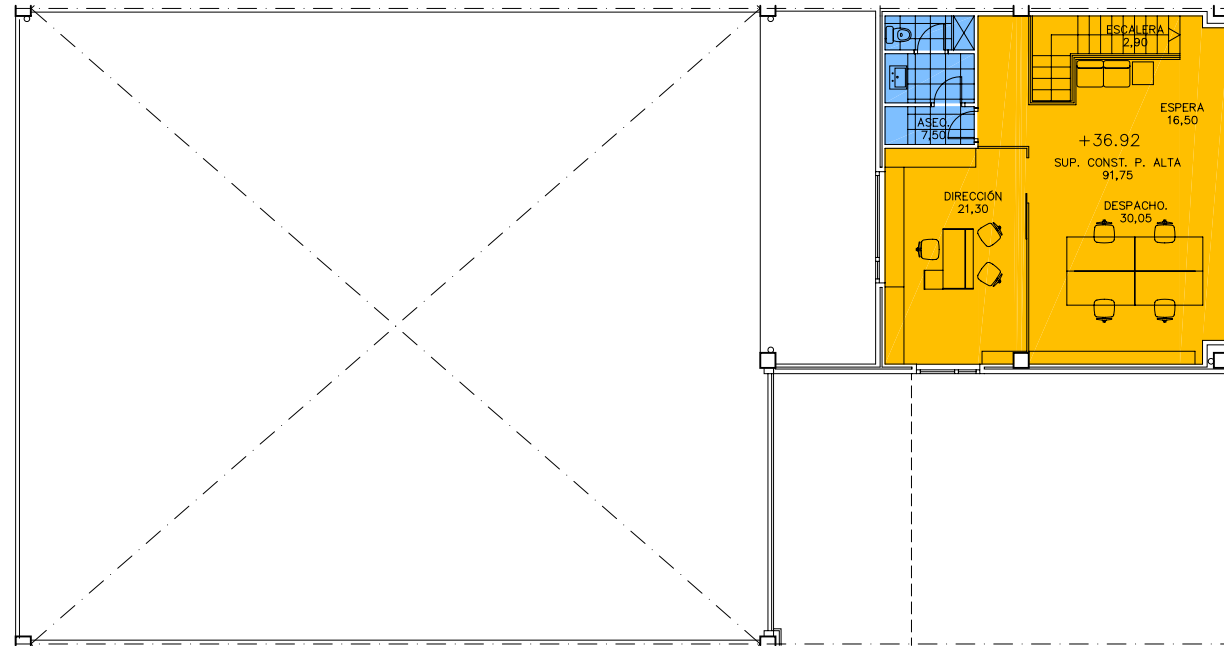 ESCALERA
2,90
ESPERA
16,50
ASEO.
7,50
+36.92
SUP. CONST. P. ALTA
91,75
DIRECCIÓN
21,30
DESPACHO.
30,05